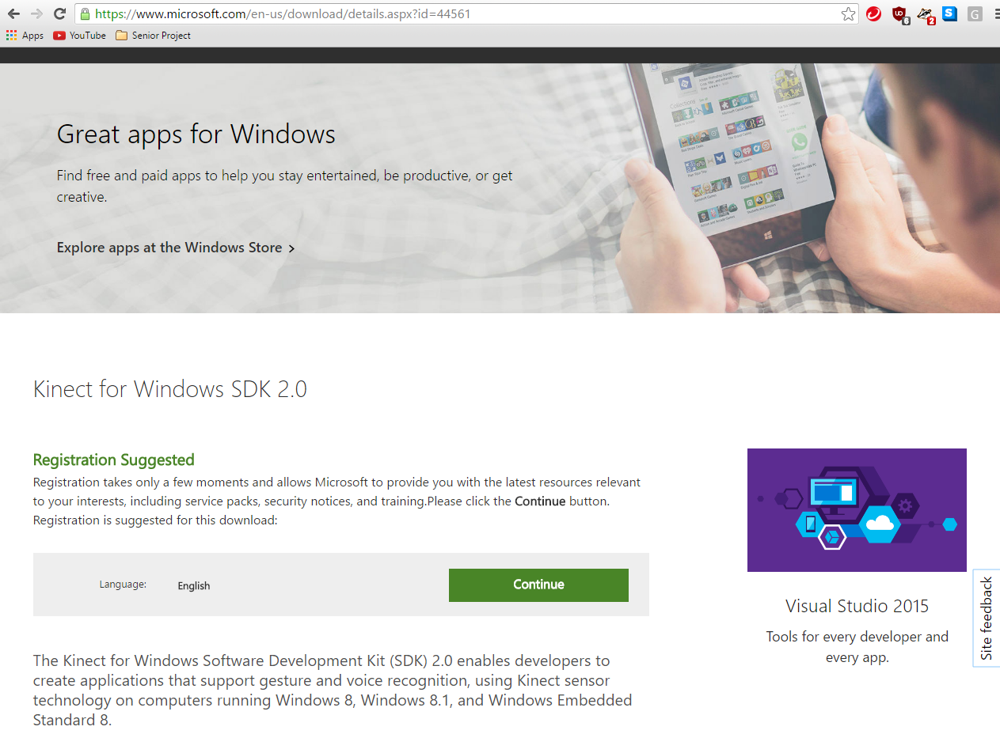 https://www.microsoft.com/en-us/download/details.aspx?id=44561
6
2
S
G
Apps
YouTube
Senior Project
Great apps for Windows
Find free and paid apps to help you stay entertained, be productive, or get
creative.
Explore apps at the Windows Store >
Collections
Kinect for Windows SDK 2.0
Registration Suggested
Registration takes only a few moments and allows Microsoft to provide you with the latest resources relevant
to your interests, including service packs, security notices, and training.Please click the Continue button.
Registration is suggested for this download:
Language:
English
Continue
The Kinect for Windows Software Development Kit (SDK) 2.0 enables developers to
create applications that support gesture and voice recognition, using Kinect sensor
technology on computers running Windows 8, Windows 8.1, and Windows Embedded
Standard 8.
Visual Studio 2015
Tools for every developer and
every app.
Site feedback